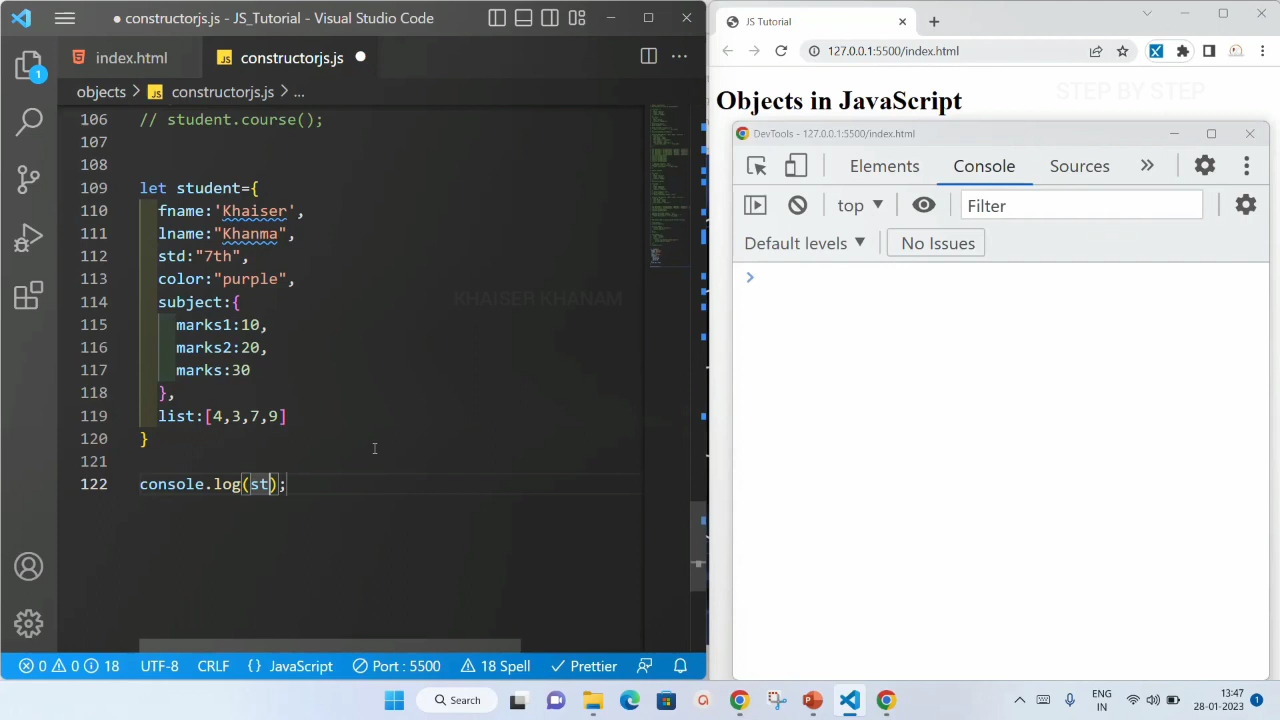 constructorjs.js - JS_Tutorial - Visual Studio Code
index.html
JS constructorjs.js
objects > JS constructorjs.js > ...
106 // student.course();
107
108
109 let student={
110 fname:'Khaiser',
111 lname:"Khanma",
112 std:"7th",
113 color:"purple",
114 subject:{
115 marks1:10,
116 marks2:20,
117 marks:30
118 },
119 list:[4,3,7,9]
120 }
121
122 console.log(st);
KHAISER KHANAM
1
0 0 18 UTF-8 CRLF {} JavaScript Port : 5500 18 Spell Prettier
JS Tutorial
127.0.0.1:5500/index.html
STEP BY STEP
Objects in JavaScript
DevTools - 127.0.0.1:5500/index.html
Elements Console Sources
top Filter
Default levels No Issues
Search
ENG
IN
13:47
28-01-2023
1